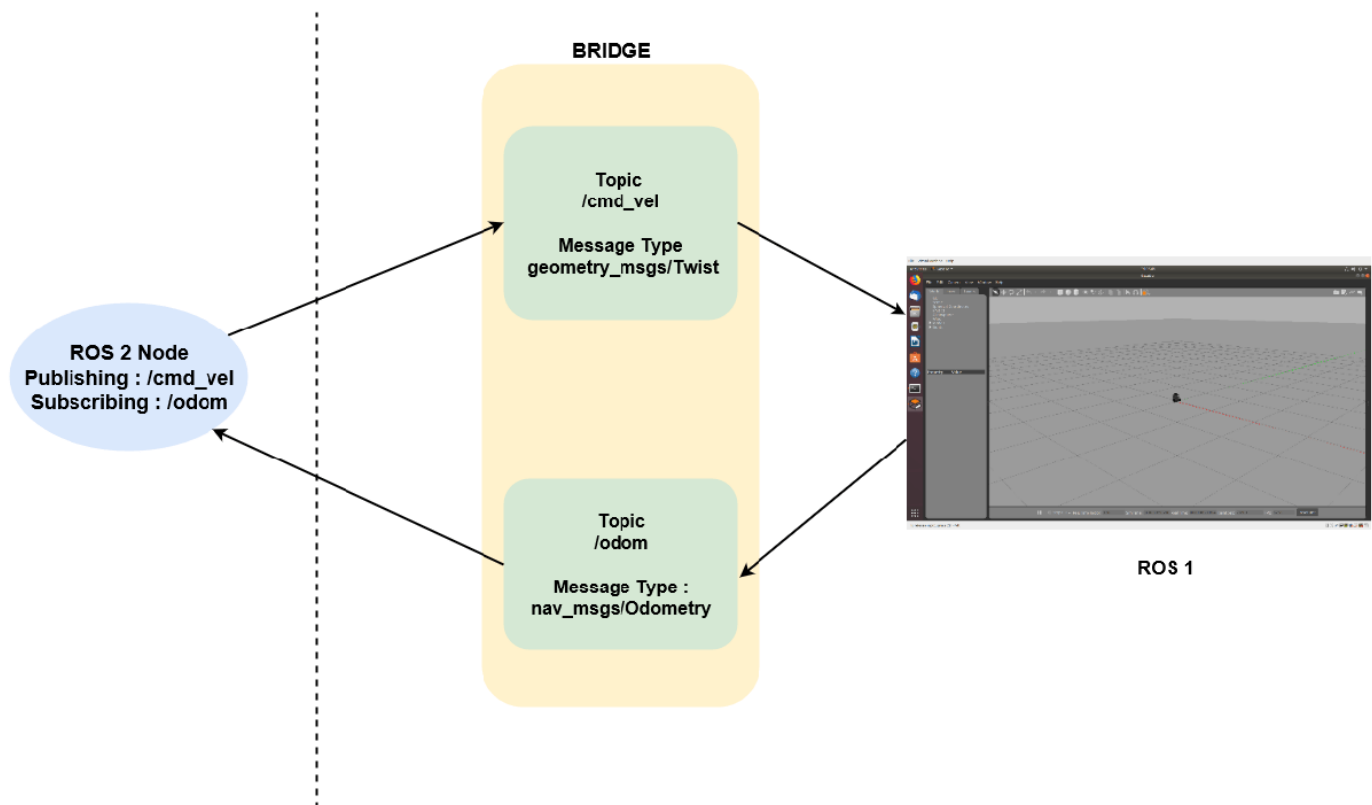 BRIDGE
Topic
/cmd_vel
Message Type
geometry_msgs/Twist
ROS 2 Node
Publishing : /cmd_vel
Subscribing : /odom
Topic
/odom
Message Type :
nav_msgs/Odometry
ROS 1